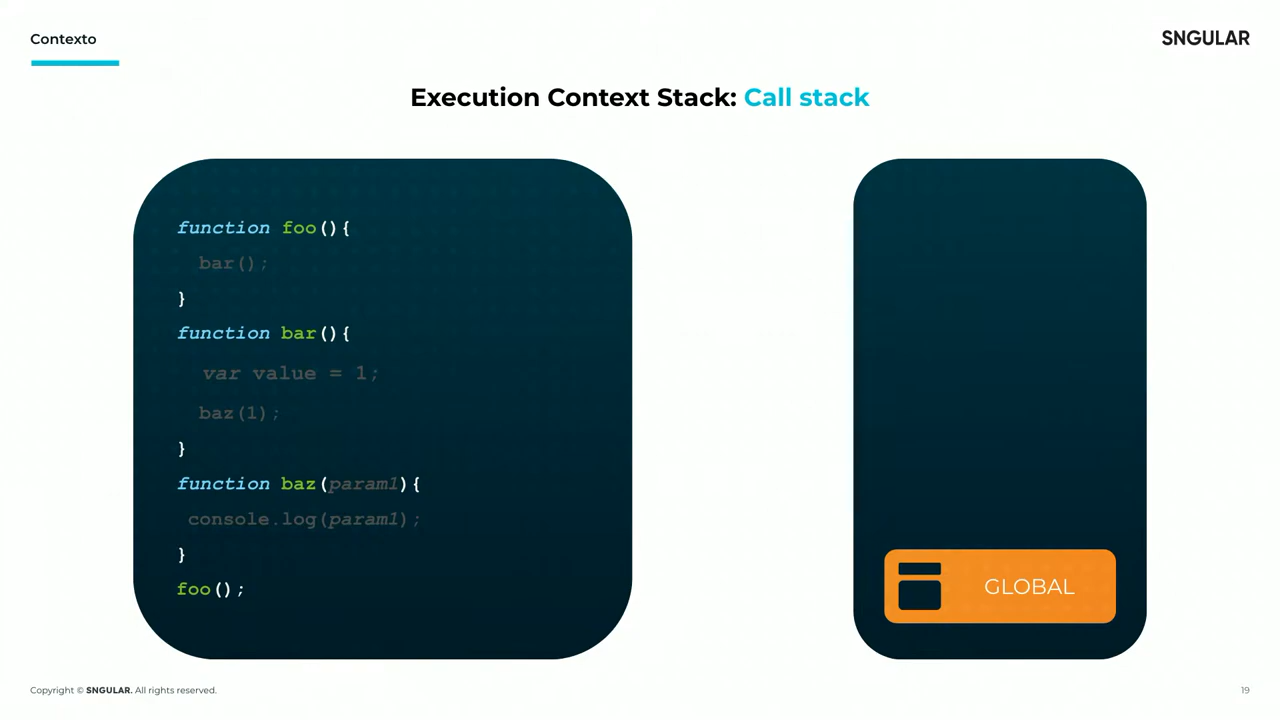 Contexto
SNGULAR
Execution Context Stack: Call stack
function foo(){
bar();
}
function bar(){
var value = 1;
baz(1);
}
function baz(param1){
console.log(param1);
}
foo();
GLOBAL
Copyright © SNGULAR. All rights reserved.
19